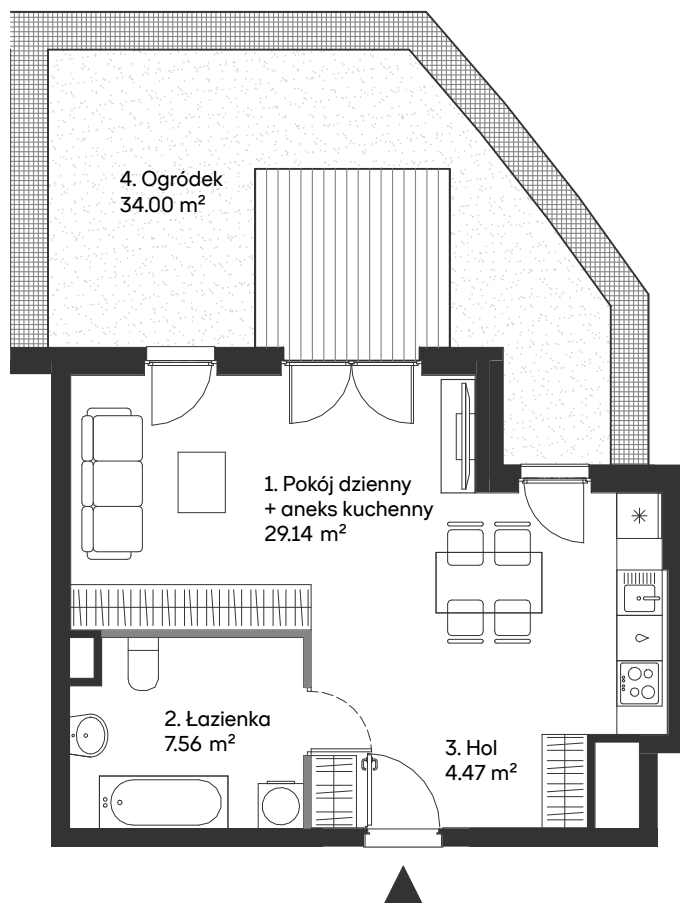 4. Ogródek
34.00 m²
1. Pokój dzienny
+ aneks kuchenny
29.14 m²
2. Łazienka
7.56 m²
3. Hol
4.47 m²